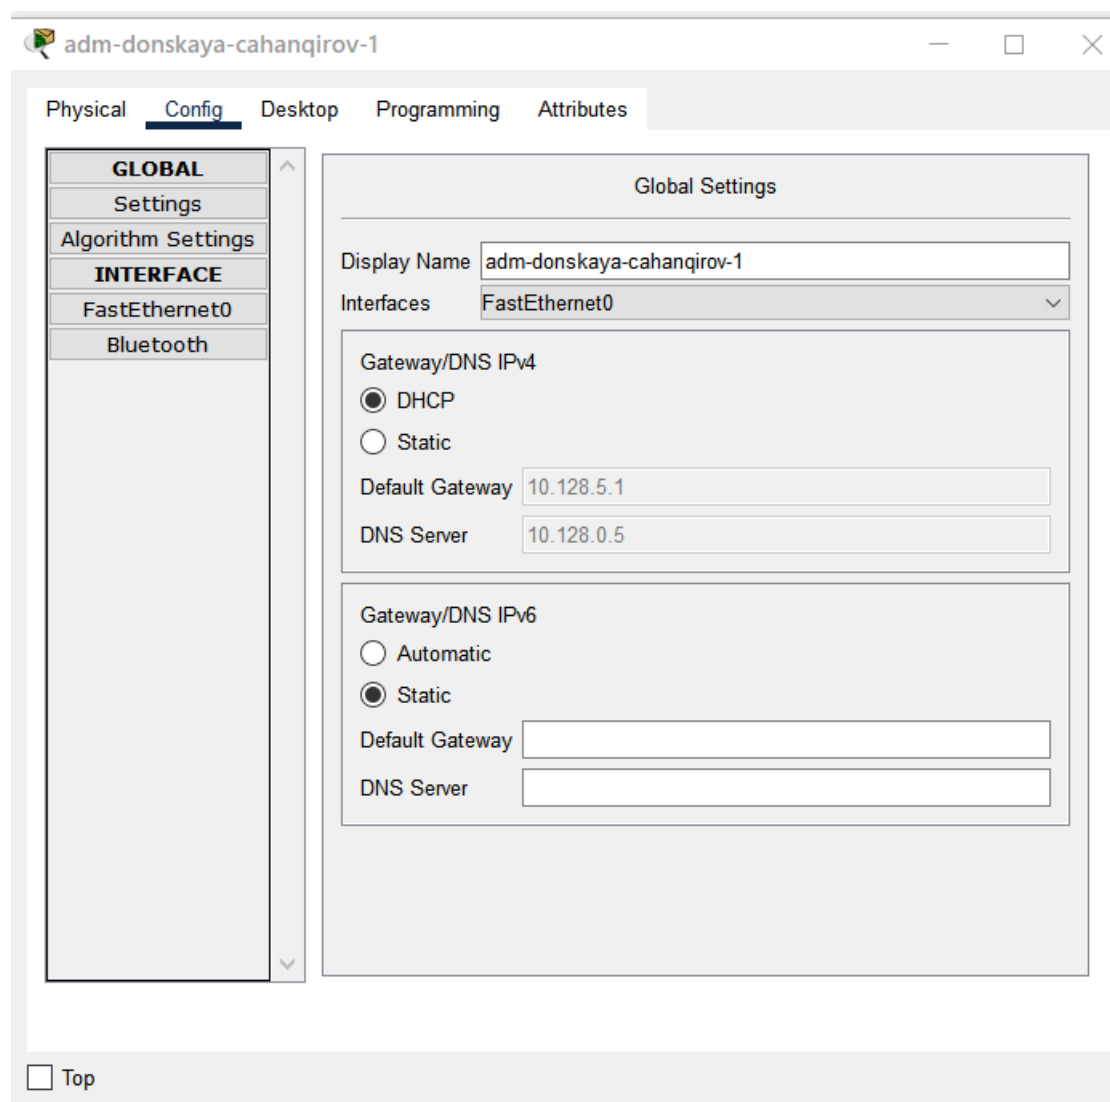 adm-donskaya-cahanqirov-1
Physical Config Desktop Programming Attributes
GLOBAL
Settings
Algorithm Settings
INTERFACE
FastEthernet0
Bluetooth
Global Settings
Display Name adm-donskaya-cahanqirov-1
Interfaces FastEthernet0
Gateway/DNS IPv4
DHCP
Static
Default Gateway 10.128.5.1
DNS Server 10.128.0.5
Gateway/DNS IPv6
Automatic
Static
Default Gateway
DNS Server
Top